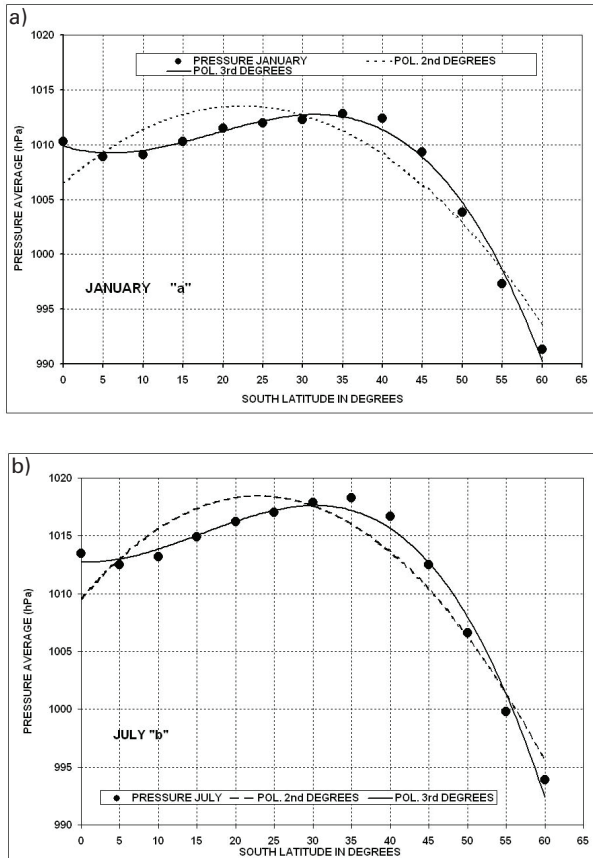 a)
1020
PRESSURE JANUARY
POL. 2nd DEGREES
POL. 3rd DEGREES
1015
1010
1005
1000
995
990
PRESSURE AVERAGE (hPa)
JANUARY "a"
0 5 10 15 20 25 30 35 40 45 50 55 60 65
SOUTH LATITUDE IN DEGREES
b)
1020
1015
1010
1005
1000
995
990
PRESSURE AVERAGE (hPa)
JULY "b"
PRESSURE JULY POL. 2nd DEGREES POL. 3rd DEGREES
0 5 10 15 20 25 30 35 40 45 50 55 60 65
SOUTH LATITUDE IN DEGREES